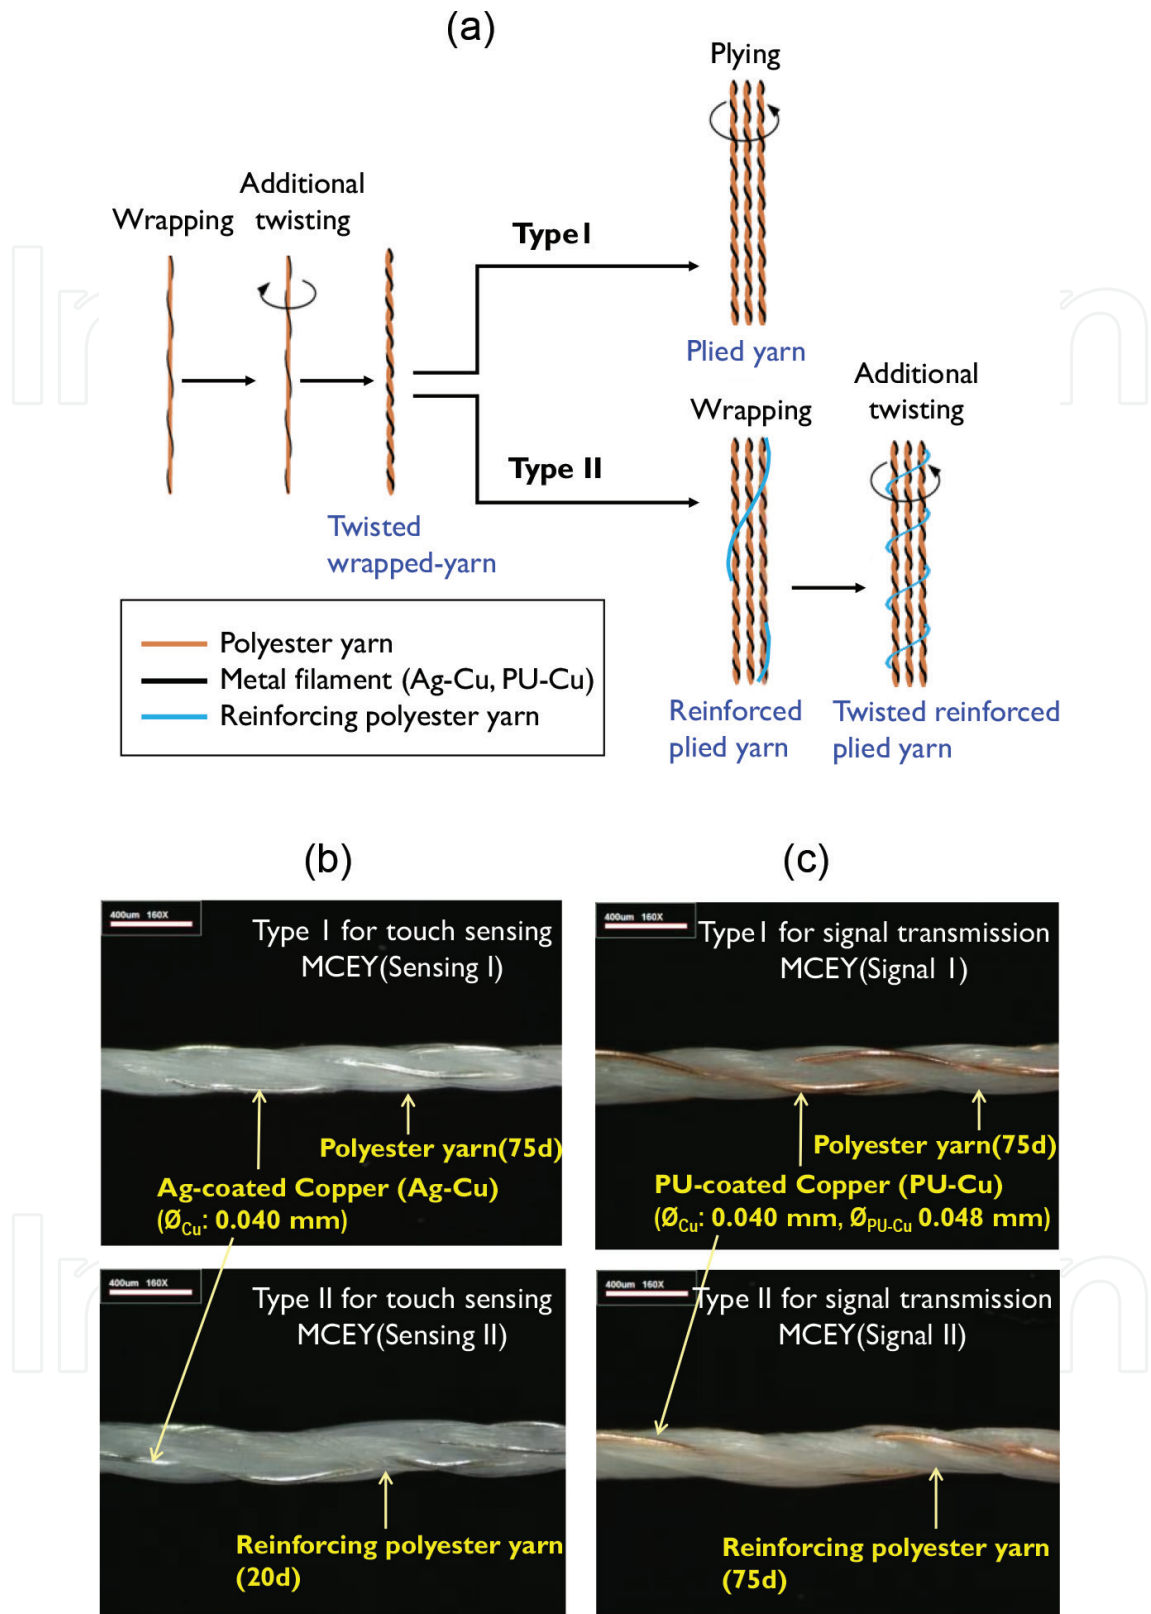 (a)
Plying
Additional
twisting
Wrapping
Type I
Plied yarn
Additional
twisting
Wrapping
Type II
Twisted
wrapped-yarn
Polyester yarn
Metal filament (Ag-Cu, PU-Cu)
Reinforcing polyester yarn
Reinforced
plied yarn
Twisted reinforced
plied yarn
(b)
400um 160X
Type I for touch sensing
MCEY(Sensing I)
Polyester yarn(75d)
Ag-coated Copper (Ag-Cu)
(Ø_Cu: 0.040 mm)
400um 160X
Type II for touch sensing
MCEY(Sensing II)
Reinforcing polyester yarn
(20d)
(c)
400um 160X
Type I for signal transmission
MCEY(Signal I)
Polyester yarn(75d)
PU-coated Copper (PU-Cu)
(Ø_Cu: 0.040 mm, Ø_PU-Cu 0.048 mm)
400um 160X
Type II for signal transmission
MCEY(Signal II)
Reinforcing polyester yarn
(75d)